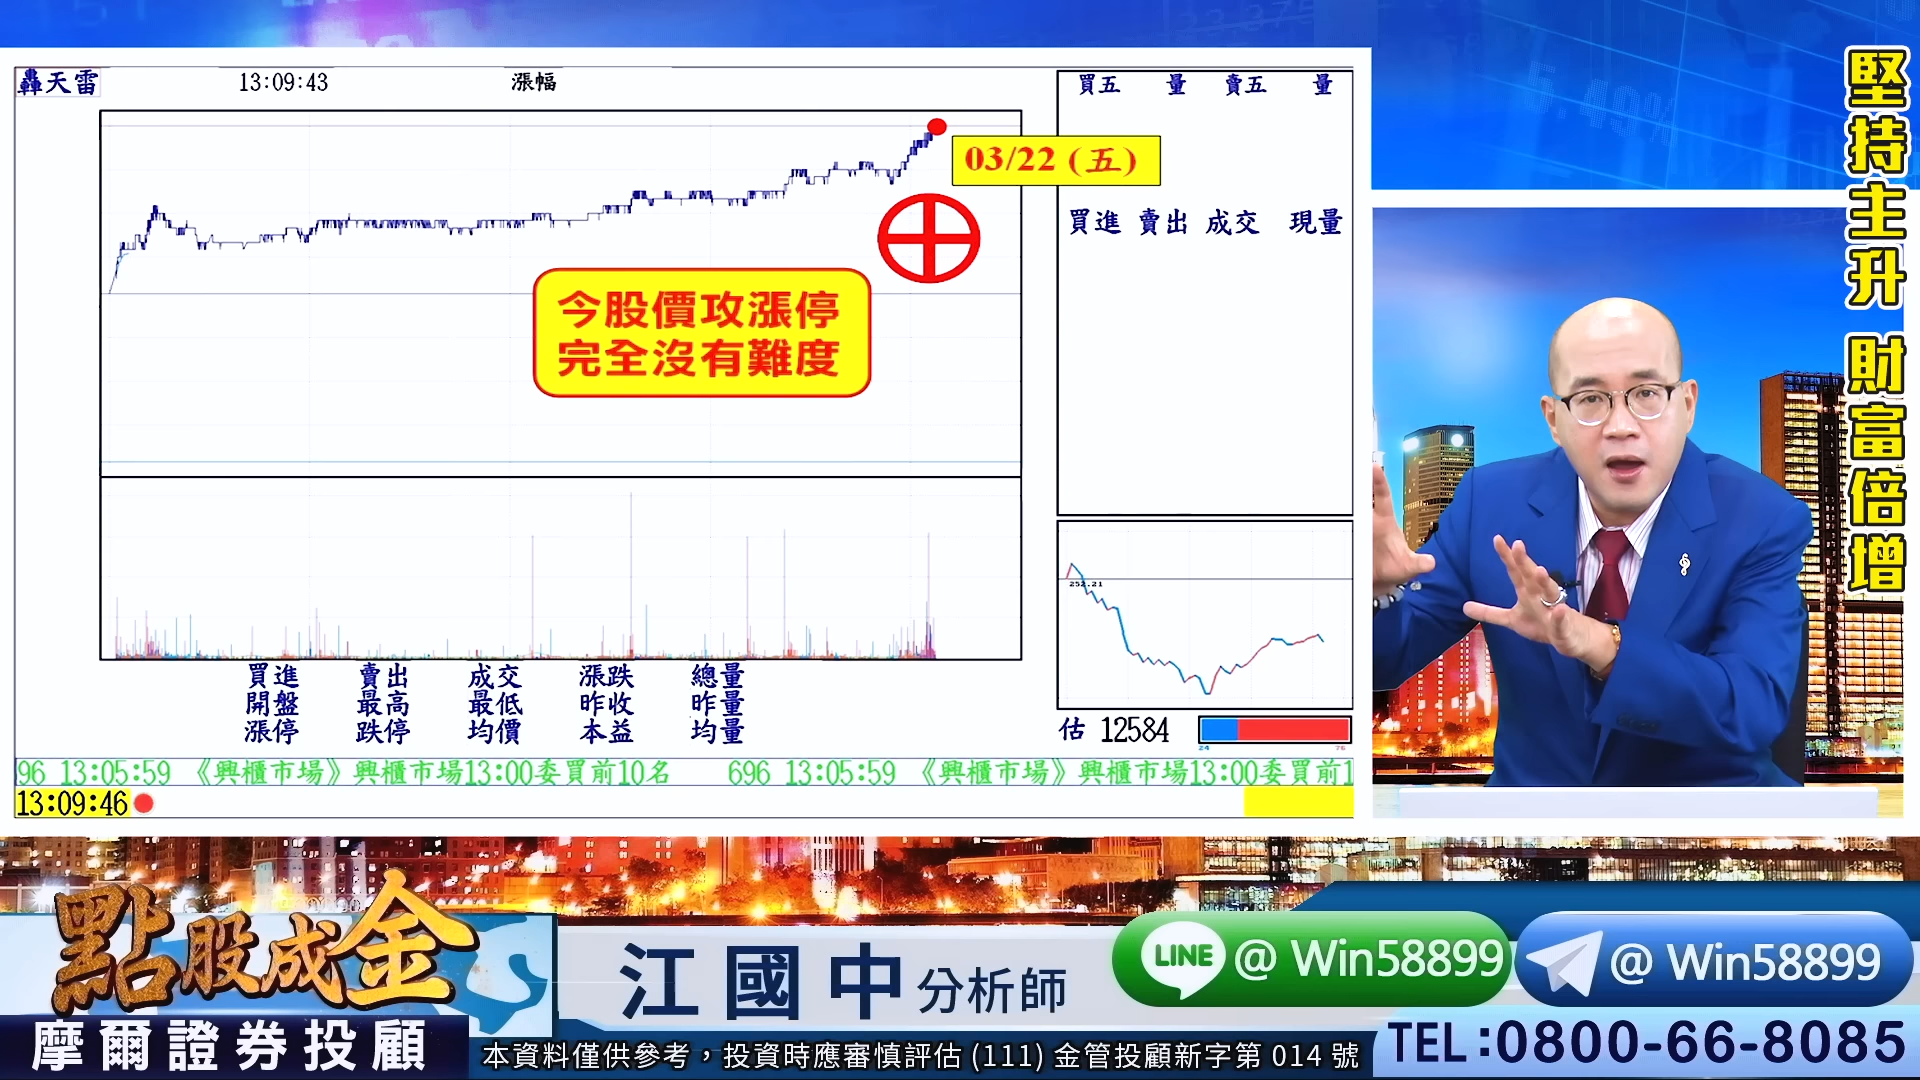 轟天雷 13:09:43 漲幅
買五 量 賣五 量
03/22 (五)
買進 賣出 成交 現量
今股價攻漲停
完全沒有難度
252.21
買進 賣出 成交 漲跌 總量
開盤 最高 最低 昨收 昨量
漲停 跌停 均價 本益 均量
估 12584
24 76
96 13:05:59 《興櫃市場》興櫃市場13:00委買前10名 696 13:05:59 《興櫃市場》興櫃市場13:00委買前1
13:09:46
堅持主升 財富倍增
點股成金
摩爾證券投顧
江國中 分析師
LINE @ Win58899
@ Win58899
TEL:0800-66-8085
本資料僅供參考，投資時應審慎評估 (111) 金管投顧新字第 014 號